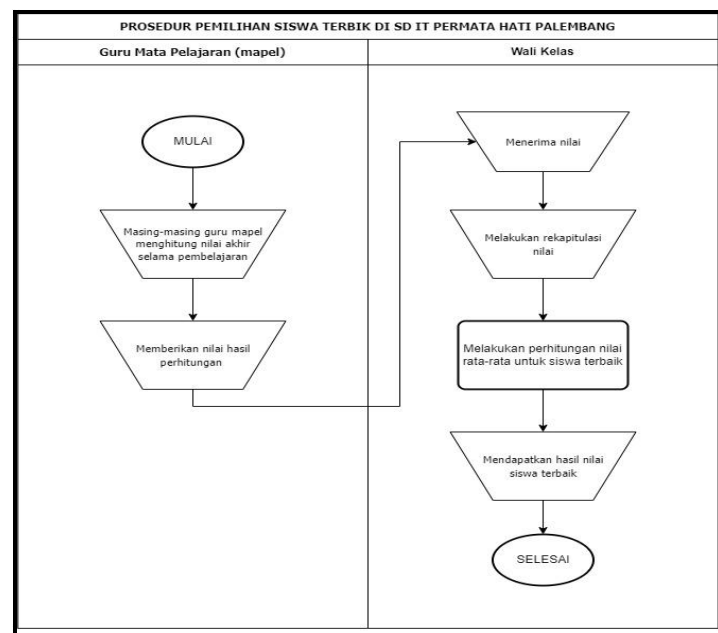 PROSEDUR PEMILIHAN SISWA TERBIK DI SD IT PERMATA HATI PALEMBANG
Guru Mata Pelajaran (mapel)
Wali Kelas
MULAI
Masing-masing guru mapel
menghitung nilai akhir
selama pembelajaran
Memberikan nilai hasil
perhitungan
Menerima nilai
Melakukan rekapitulasi
nilai
Melakukan perhitungan nilai
rata-rata untuk siswa terbaik
Mendapatkan hasil nilai
siswa terbaik
SELESAI